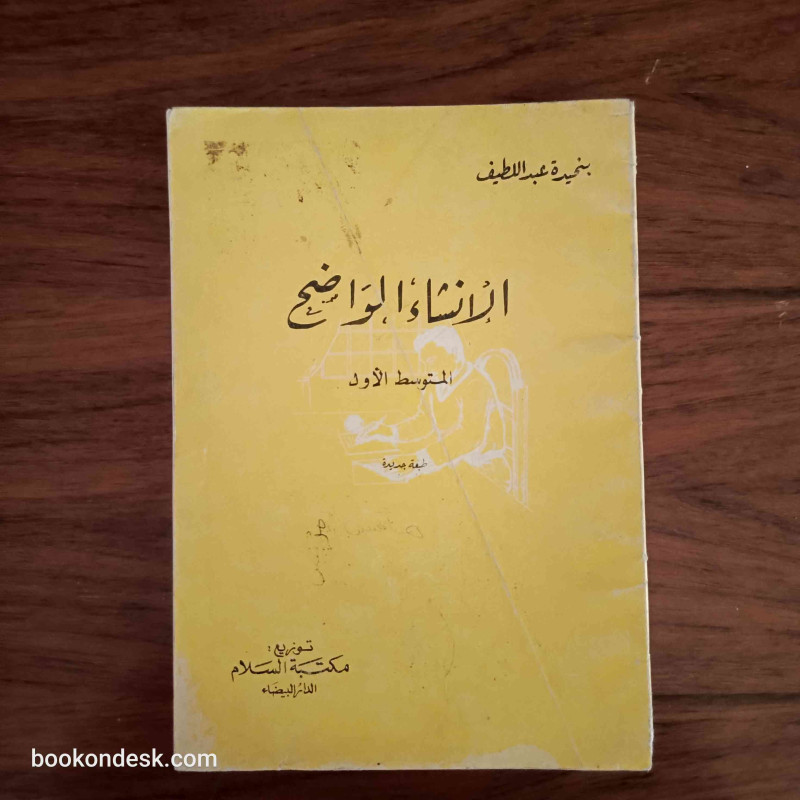 بنحيدة عبد اللطيف
الإنشاء الواضح
المتوسط الأول
طبعة جديدة
توزيع:
مكتبة السلام
الدار البيضاء
bookondesk.com